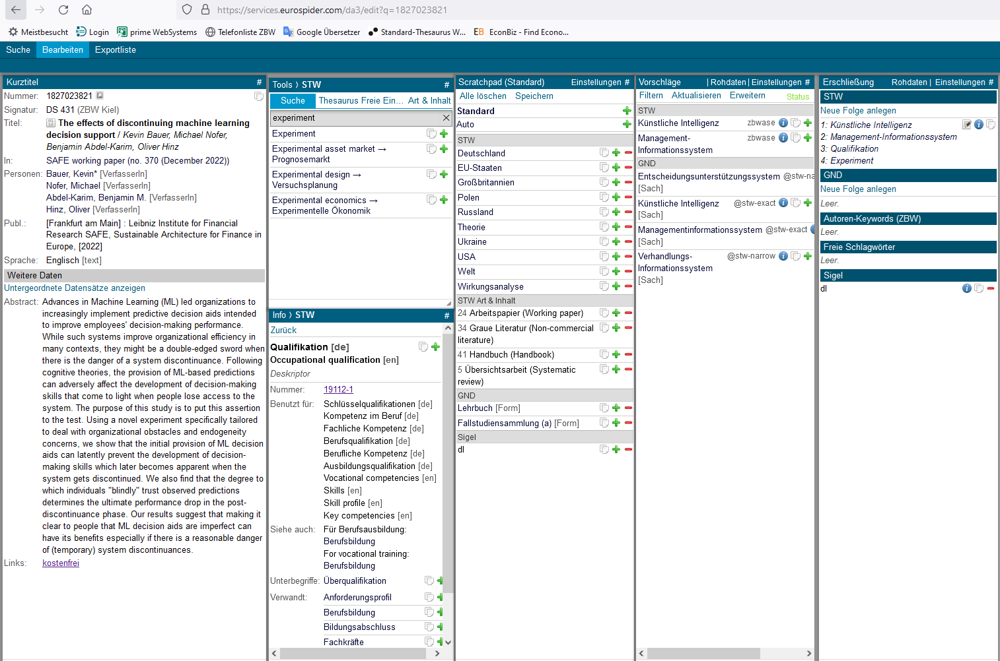 https://services.eurospider.com/da3/edit?q=1827023821
Meistbesucht Login prime WebSystems Telefonliste ZBW Google Übersetzer Standard-Thesaurus W... EB EconBiz - Find Econo...
Suche Bearbeiten Exportliste
Kurztitel #
Nummer: 1827023821
Signatur: DS 431 (ZBW Kiel)
Titel: The effects of discontinuing machine learning
decision support / Kevin Bauer, Michael Nofer,
Benjamin Abdel-Karim, Oliver Hinz
In: SAFE working paper (no. 370 (December 2022))
Personen: Bauer, Kevin* [VerfasserIn]
Nofer, Michael [VerfasserIn]
Abdel-Karim, Benjamin M. [VerfasserIn]
Hinz, Oliver [VerfasserIn]
Publ.: [Frankfurt am Main] : Leibniz Institute for Financial
Research SAFE, Sustainable Architecture for Finance in
Europe, [2022]
Sprache: Englisch [text]
Weitere Daten
Untergeordnete Datensätze anzeigen
Abstract: Advances in Machine Learning (ML) led organizations to
increasingly implement predictive decision aids intended
to improve employees' decision-making performance.
While such systems improve organizational efficiency in
many contexts, they might be a double-edged sword when
there is the danger of a system discontinuance. Following
cognitive theories, the provision of ML-based predictions
can adversely affect the development of decision-making
skills that come to light when people lose access to the
system. The purpose of this study is to put this assertion
to the test. Using a novel experiment specifically tailored
to deal with organizational obstacles and endogeneity
concerns, we show that the initial provision of ML decision
aids can latently prevent the development of decision-
making skills which later becomes apparent when the
system gets discontinued. We also find that the degree to
which individuals "blindly" trust observed predictions
determines the ultimate performance drop in the post-
discontinuance phase. Our results suggest that making it
clear to people that ML decision aids are imperfect can
have its benefits especially if there is a reasonable danger
of (temporary) system discontinuances.
Links: kostenfrei
Tools 〉 STW #
Suche Thesaurus Freie Ein... Art & Inhalt
experiment
Experiment
Experimental asset market →
Prognosemarkt
Experimental design →
Versuchsplanung
Experimental economics →
Experimentelle Ökonomik
Info 〉 STW #
Zurück
Qualifikation [de]
Occupational qualification [en]
Deskriptor
Nummer: 19112-1
Benutzt für: Schlüsselqualifikationen [de]
Kompetenz im Beruf [de]
Fachliche Kompetenz [de]
Berufsqualifikation [de]
Berufliche Kompetenz [de]
Ausbildungsqualifikation [de]
Vocational competencies [en]
Skills [en]
Skill profile [en]
Key competencies [en]
Siehe auch: Für Berufsausbildung:
Berufsbildung
For vocational training:
Berufsbildung
Unterbegriffe: Überqualifikation
Verwandt: Anforderungsprofil
Berufsbildung
Bildungsabschluss
Fachkräfte
Scratchpad (Standard) Einstellungen #
Alle löschen Speichern
Standard
Auto
STW
Deutschland
EU-Staaten
Großbritannien
Polen
Russland
Theorie
Ukraine
USA
Welt
Wirkungsanalyse
STW Art & Inhalt
24 Arbeitspapier (Working paper)
34 Graue Literatur (Non-commercial
literature)
41 Handbuch (Handbook)
5 Übersichtsarbeit (Systematic
review)
GND
Lehrbuch [Form]
Fallstudiensammlung (a) [Form]
Sigel
dl
Vorschläge | Rohdaten | Einstellungen #
Filtern Aktualisieren Erweitern Status
STW
Künstliche Intelligenz zbwase
Management- zbwase
Informationssystem
GND
Entscheidungsunterstützungssystem @stw-na
[Sach]
Künstliche Intelligenz @stw-exact
[Sach]
Managementinformationssystem @stw-exact
[Sach]
Verhandlungs- @stw-narrow
Informationssystem
[Sach]
Erschließung Rohdaten | Einstellungen #
STW
Neue Folge anlegen
1: Künstliche Intelligenz
2: Management-Informationssystem
3: Qualifikation
4: Experiment
GND
Neue Folge anlegen
Leer.
Autoren-Keywords (ZBW)
Leer.
Freie Schlagwörter
Leer.
Sigel
dl